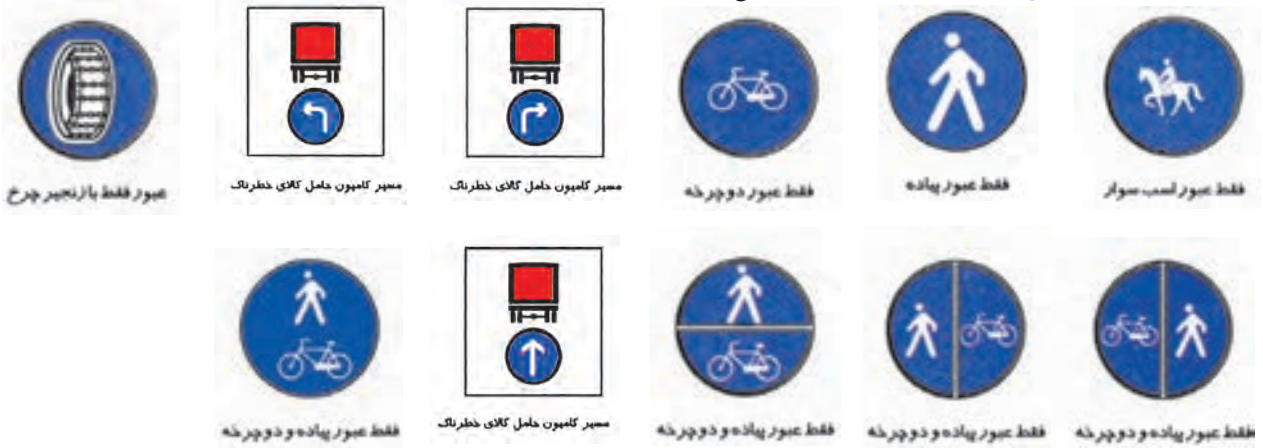 فقط عبور اسب سوار
فقط عبور پیاده
فقط عبور دوچرخه
مسیر کامیون حامل کالای خطرناک
مسیر کامیون حامل کالای خطرناک
عبور فقط با زنجیر چرخ
فقط عبور پیاده و دوچرخه
فقط عبور پیاده و دوچرخه
فقط عبور پیاده و دوچرخه
مسیر کامیون حامل کالای خطرناک
فقط عبور پیاده و دوچرخه